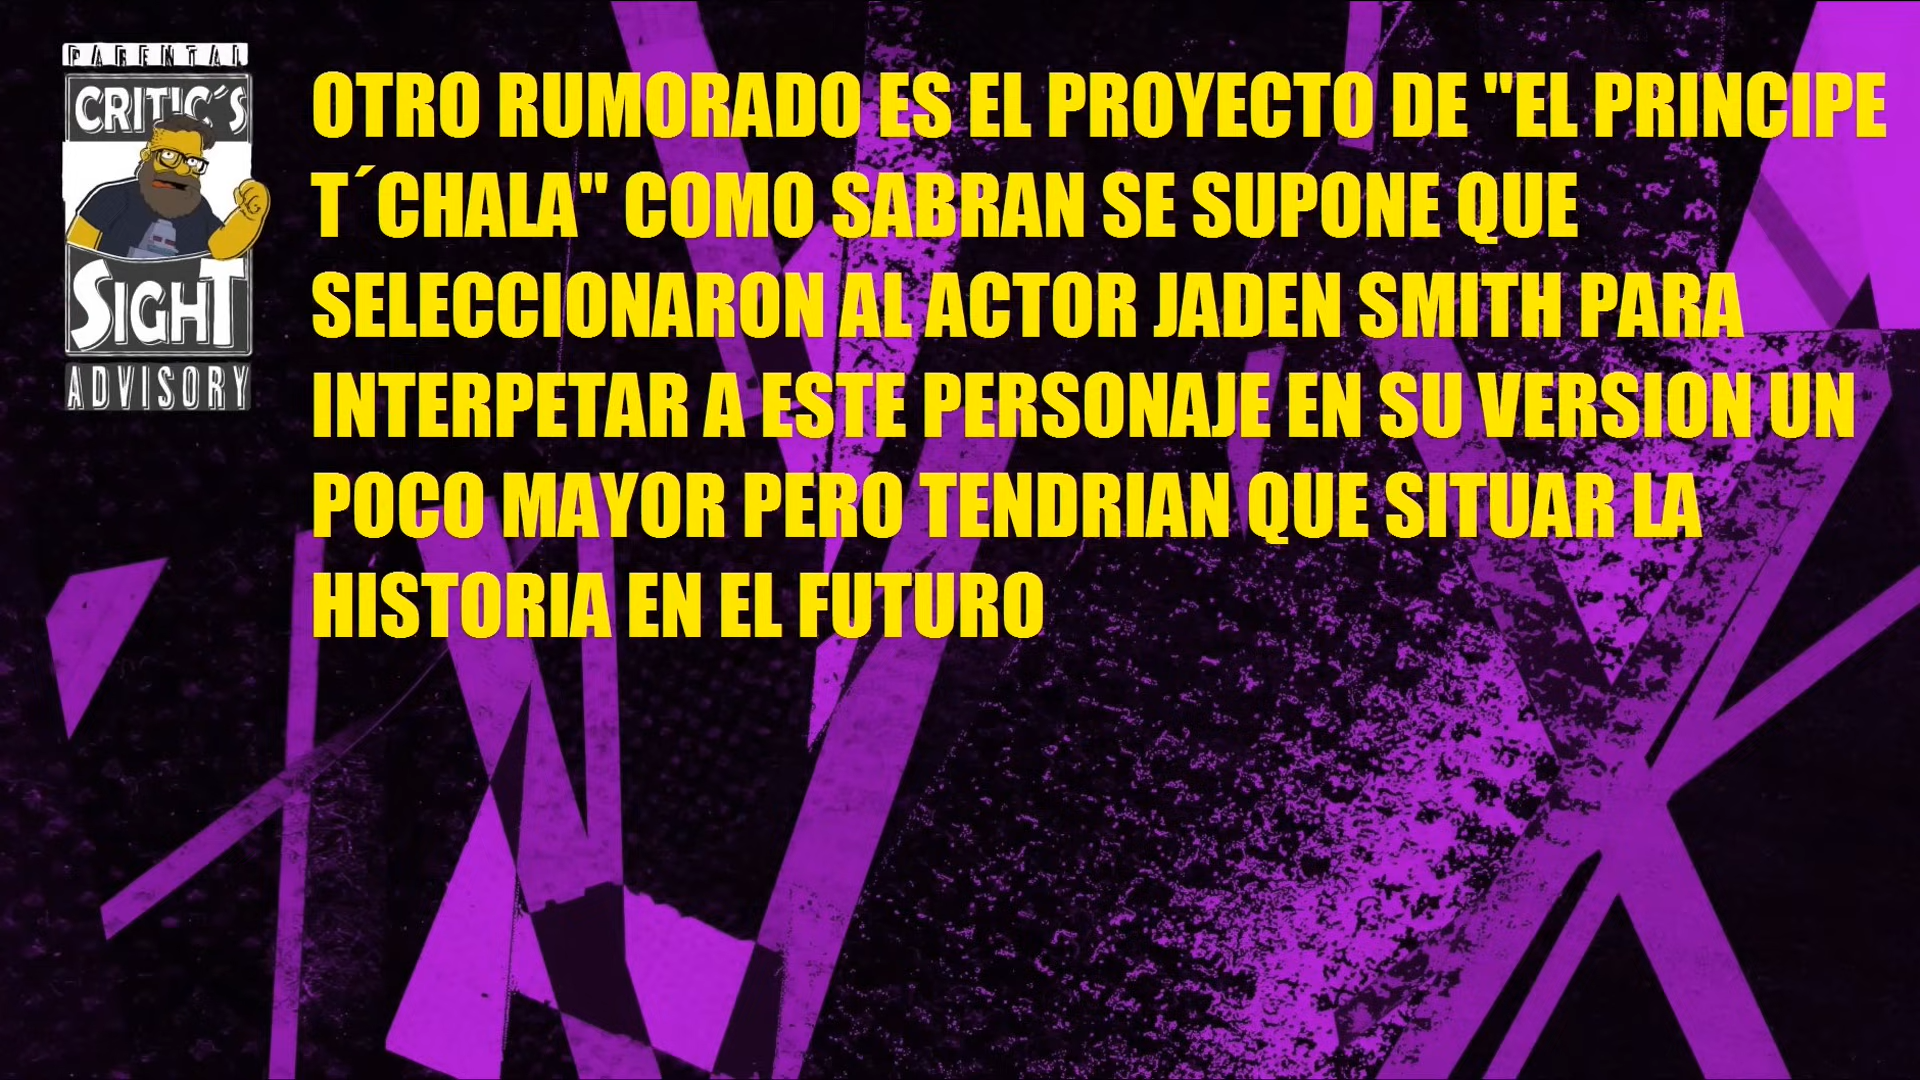 PARENTAL
CRITIC´S
SIGHT
ADVISORY
OTRO RUMORADO ES EL PROYECTO DE "EL PRINCIPE
T´CHALA" COMO SABRAN SE SUPONE QUE
SELECCIONARON AL ACTOR JADEN SMITH PARA
INTERPETAR A ESTE PERSONAJE EN SU VERSION UN
POCO MAYOR PERO TENDRIAN QUE SITUAR LA
HISTORIA EN EL FUTURO